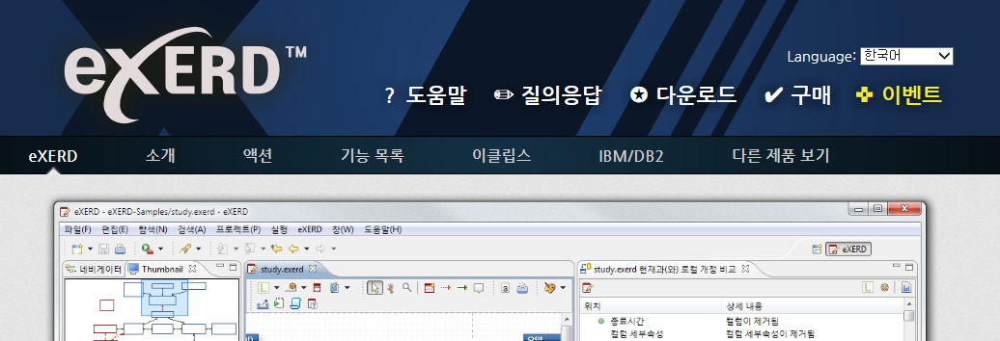 eXERD™
Language: 한국어
? 도움말 질의응답 다운로드 구매 이벤트
eXERD 소개 액션 기능 목록 이클립스 IBM/DB2 다른 제품 보기
eXERD - eXERD-Samples/study.exerd - eXERD
파일(F) 편집(E) 탐색(N) 검색(A) 프로젝트(P) 실행 eXERD 창(W) 도움말(H)
eXERD
네비게이터 Thumbnail study.exerd study.exerd 현재과(와) 로컬 개정 비교
위치 상세 내용
종료시간 컬럼이 제거됨
컬럼 세부속성 컬럼 세부속성이 제거됨